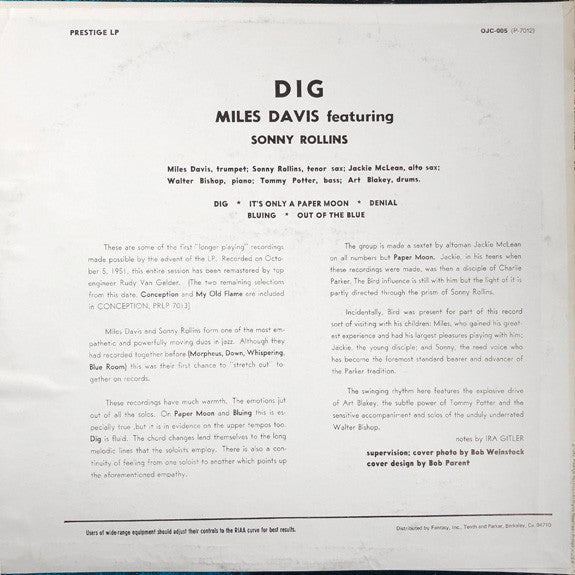 PRESTIGE LP
OJC-005 (P-7012)
DIG
MILES DAVIS featuring
SONNY ROLLINS
Miles Davis, trumpet; Sonny Rollins, tenor sax; Jackie McLean, alto sax;
Walter Bishop, piano; Tommy Potter, bass; Art Blakey, drums.
DIG * IT'S ONLY A PAPER MOON * DENIAL
BLUING * OUT OF THE BLUE
These are some of the first "longer playing" recordings
made possible by the advent of the LP. Recorded on Octo-
ber 5, 1951, this entire session has been remastered by top
engineer Rudy Van Gelder. (The two remaining selections
from this date, Conception and My Old Flame are included
in CONCEPTION, PRLP 7013)
Miles Davis and Sonny Rollins form one of the most em-
pathetic and powerfully moving duos in jazz. Although they
had recorded together before (Morpheus, Down, Whispering,
Blue Room) this was their first chance to "stretch out" to-
gether on records.
These recordings have much warmth. The emotions jut
out of all the solos. On Paper Moon and Bluing this is es-
pecially true ,but it is in evidence on the upper tempos too.
Dig is fluid. The chord changes lend themselves to the long
melodic lines that the soloists employ. There is also a con-
tinuity of feeling from one soloist to another which points up
the aforementioned empathy.
The group is made a sextet by altoman Jackie McLean
on all numbers but Paper Moon. Jackie, in his teens when
these recordings were made, was then a disciple of Charlie
Parker. The Bird influence is still with him but the light of it is
partly directed through the prism of Sonny Rollins.
Incidentally, Bird was present for part of this record
sort of visiting with his children: Miles, who gained his great-
est experience and had his largest pleasures playing with him;
Jackie, the young disciple; and Sonny, the reed voice who
has become the foremost standard bearer and advancer of
the Parker tradition.
The swinging rhythm here features the explosive drive
of Art Blakey, the subtle power of Tommy Potter and the
sensitive accompaniment and solos of the unduly underrated
Walter Bishop.
notes by IRA GITLER
supervision; cover photo by Bob Weinstock
cover design by Bob Parent
Users of wide-range equipment should adjust their controls to the RIAA curve for best results.
Distributed by Fantasy, Inc., Tenth and Parker, Berkeley, Ca. 94710